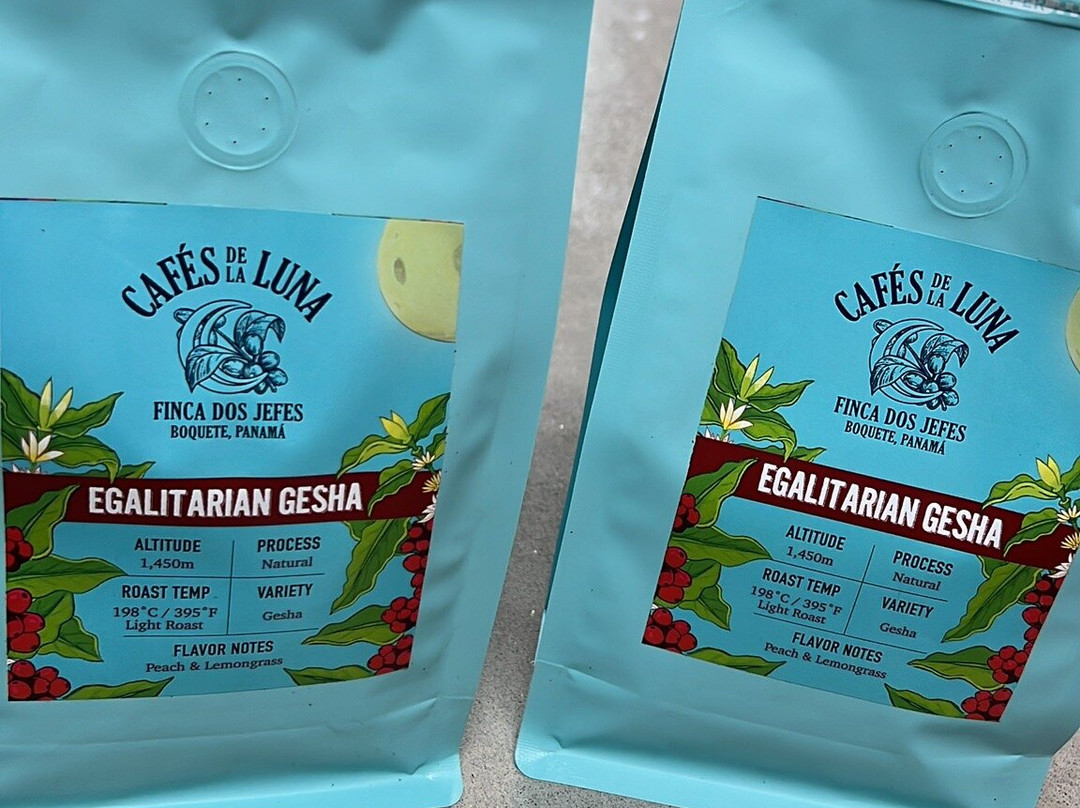 CAFÉS DE LA LUNA
FINCA DOS JEFES
BOQUETE, PANAMÁ
EGALITARIAN GESHA
ALTITUDE
1,450m
PROCESS
Natural
ROAST TEMP
198°C / 395°F
Light Roast
VARIETY
Gesha
FLAVOR NOTES
Peach & Lemongrass
CAFÉS DE LA LUNA
FINCA DOS JEFES
BOQUETE, PANAMÁ
EGALITARIAN GESHA
ALTITUDE
1,450m
PROCESS
Natural
ROAST TEMP
198°C / 395°F
Light Roast
VARIETY
Gesha
FLAVOR NOTES
Peach & Lemongrass